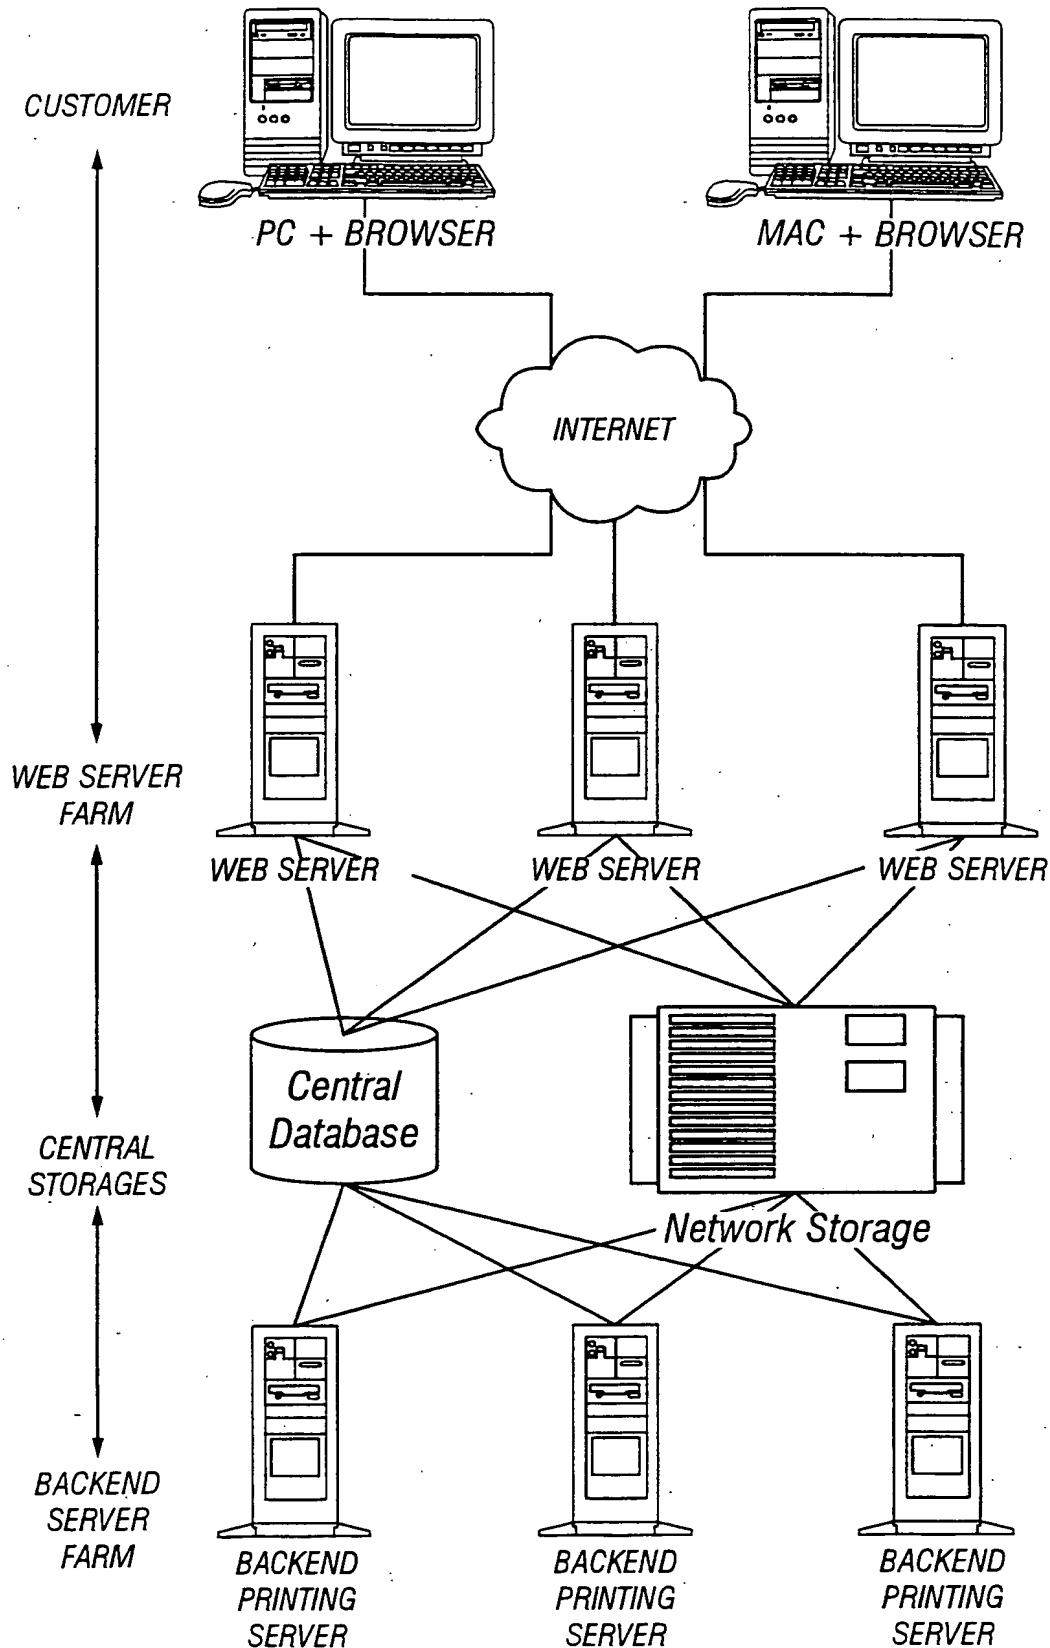 CUSTOMER
PC + BROWSER
MAC + BROWSER
INTERNET
WEB SERVER
FARM
WEB SERVER
WEB SERVER
WEB SERVER
Central
Database
CENTRAL
STORAGES
Network Storage
BACKEND
SERVER
FARM
BACKEND
PRINTING
SERVER
BACKEND
PRINTING
SERVER
BACKEND
PRINTING
SERVER